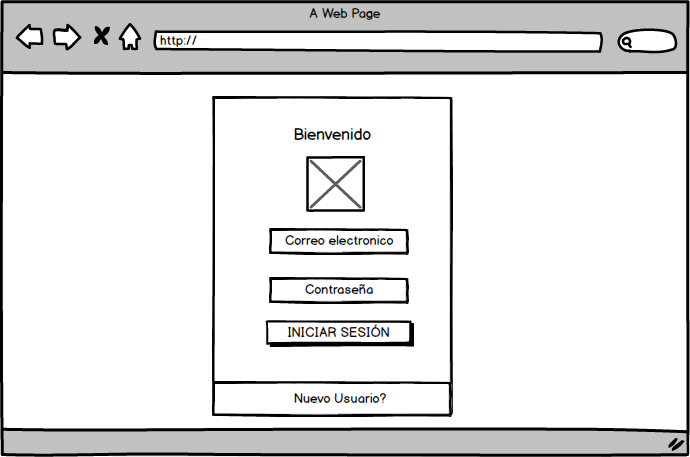 A Web Page
http://
Bienvenido
Correo electronico
Contraseña
INICIAR SESIÓN
Nuevo Usuario?